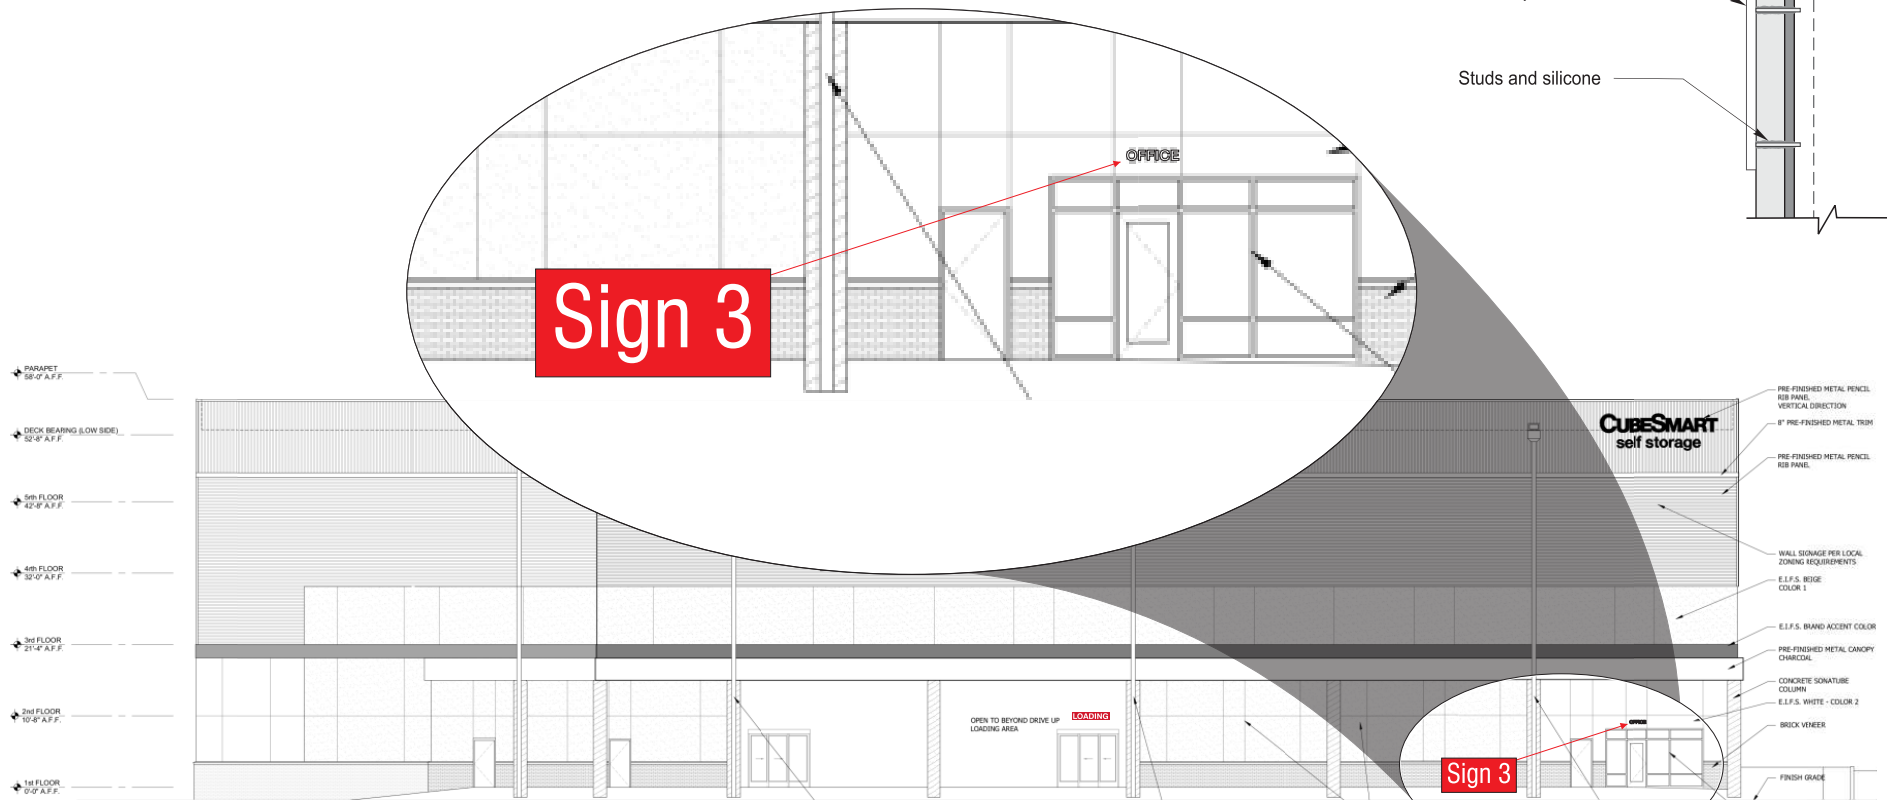 Studs and silicone
OFFICE
Sign 3
PARAPET
58'-0" A.F.F.
DECK BEARING (LOW SIDE)
52'-8" A.F.F.
5th FLOOR
42'-8" A.F.F.
4rth FLOOR
32'-0" A.F.F.
3rd FLOOR
21'-4" A.F.F.
2nd FLOOR
10'-8" A.F.F.
1st FLOOR
0'-0" A.F.F.
CUBESMART
self storage
PRE-FINISHED METAL PENCIL
RIB PANEL
VERTICAL DIRECTION
8" PRE-FINISHED METAL TRIM
PRE-FINISHED METAL PENCIL
RIB PANEL
WALL SIGNAGE PER LOCAL
ZONING REQUIREMENTS
E.I.F.S. BEIGE
COLOR 1
E.I.F.S. BRAND ACCENT COLOR
PRE-FINISHED METAL CANOPY
CHARCOAL
CONCRETE SONATUBE
COLUMN
E.I.F.S. WHITE - COLOR 2
BRICK VENEER
FINISH GRADE
OPEN TO BEYOND DRIVE UP
LOADING AREA
LOADING
OFFICE
Sign 3